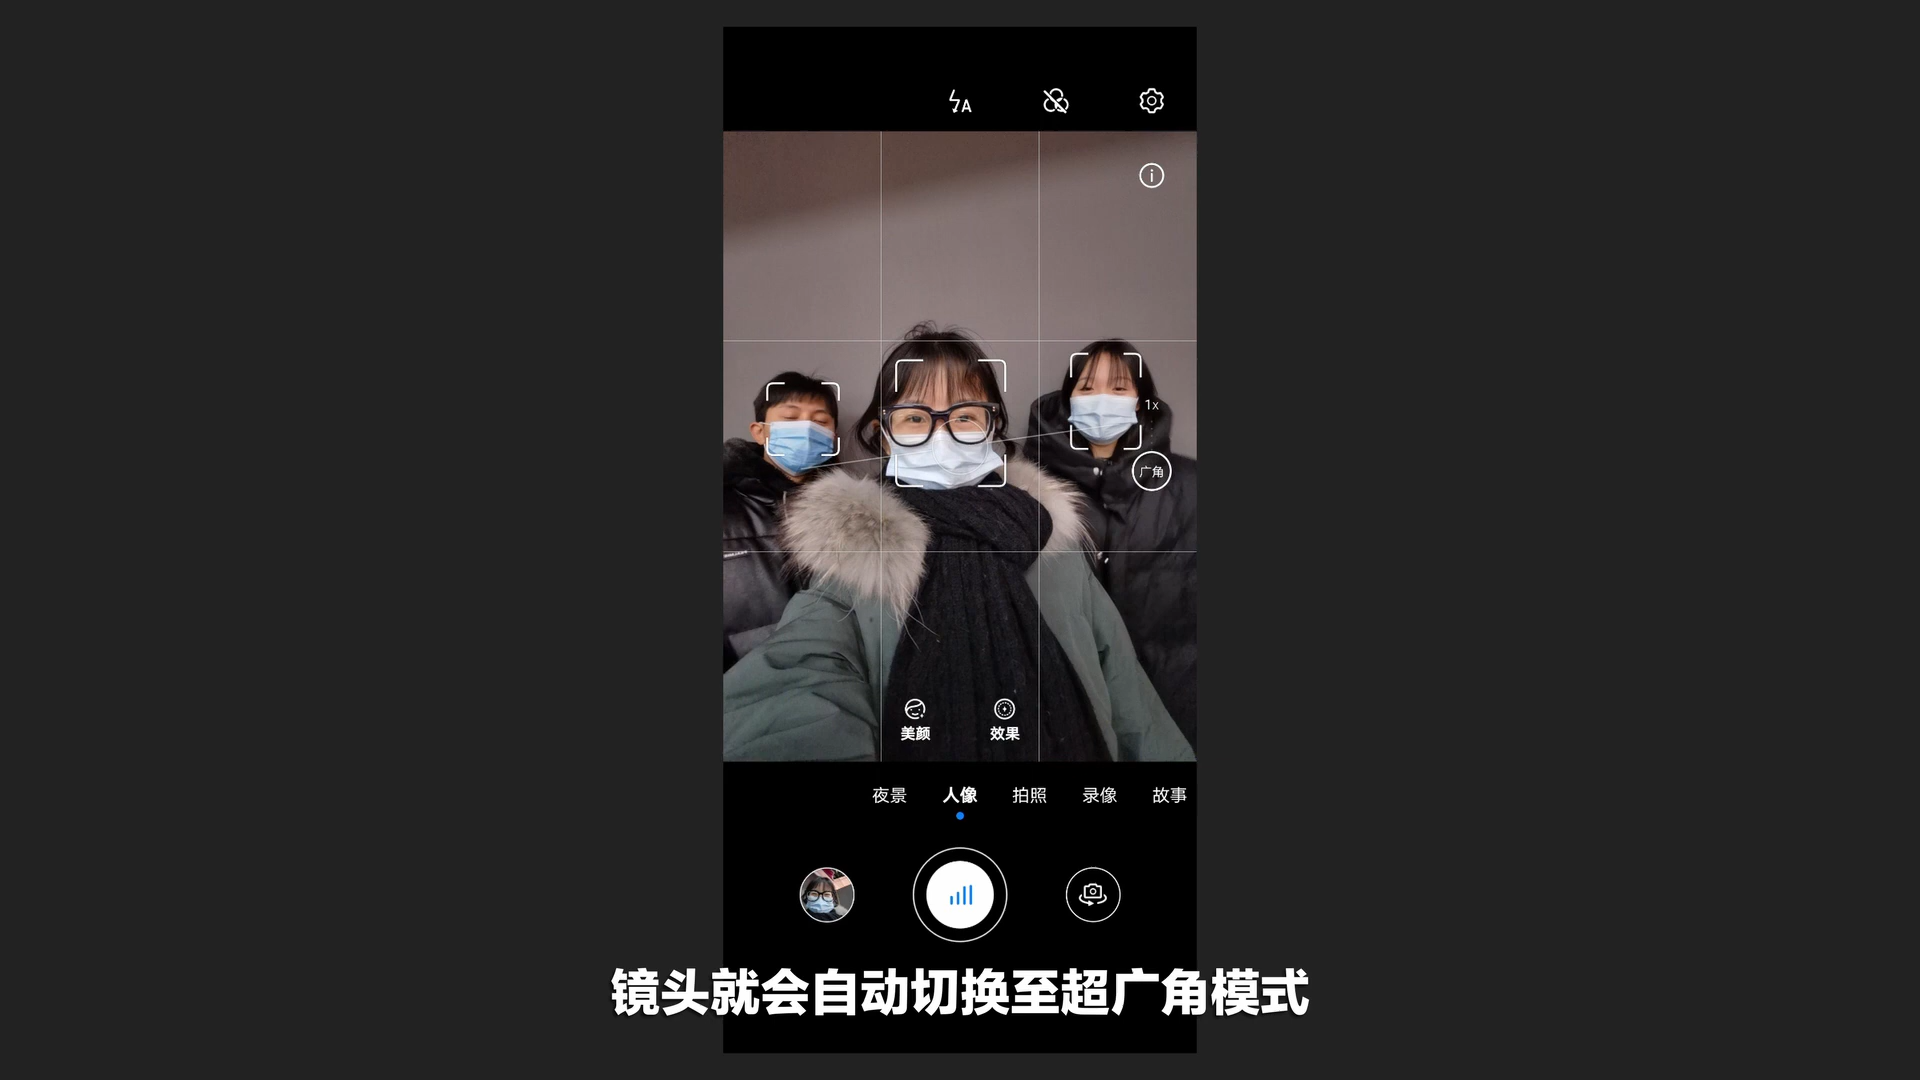 A
1x
广角
美颜
效果
夜景 人像 拍照 录像 故事
镜头就会自动切换至超广角模式